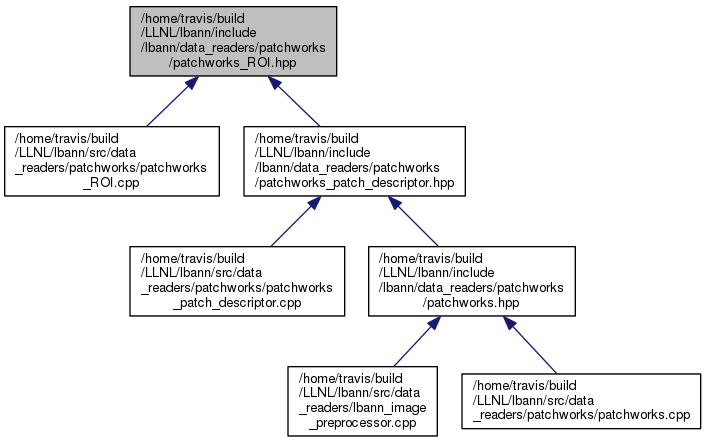 /home/travis/build
/LLNL/lbann/include
/lbann/data_readers/patchworks
/patchworks_ROI.hpp
/home/travis/build
/LLNL/lbann/src/data
_readers/patchworks/patchworks
_ROI.cpp
/home/travis/build
/LLNL/lbann/include
/lbann/data_readers/patchworks
/patchworks_patch_descriptor.hpp
/home/travis/build
/LLNL/lbann/src/data
_readers/patchworks/patchworks
_patch_descriptor.cpp
/home/travis/build
/LLNL/lbann/include
/lbann/data_readers/patchworks
/patchworks.hpp
/home/travis/build
/LLNL/lbann/src/data
_readers/lbann_image
_preprocessor.cpp
/home/travis/build
/LLNL/lbann/src/data
_readers/patchworks/patchworks.cpp